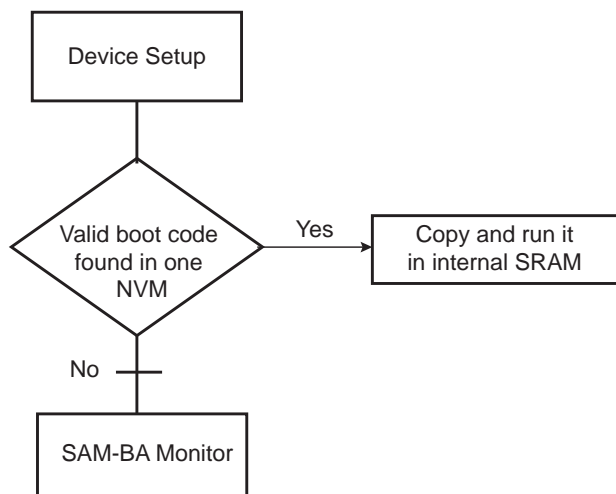 Device Setup
Valid boot code
found in one
NVM
Yes
Copy and run it
in internal SRAM
No
SAM-BA Monitor